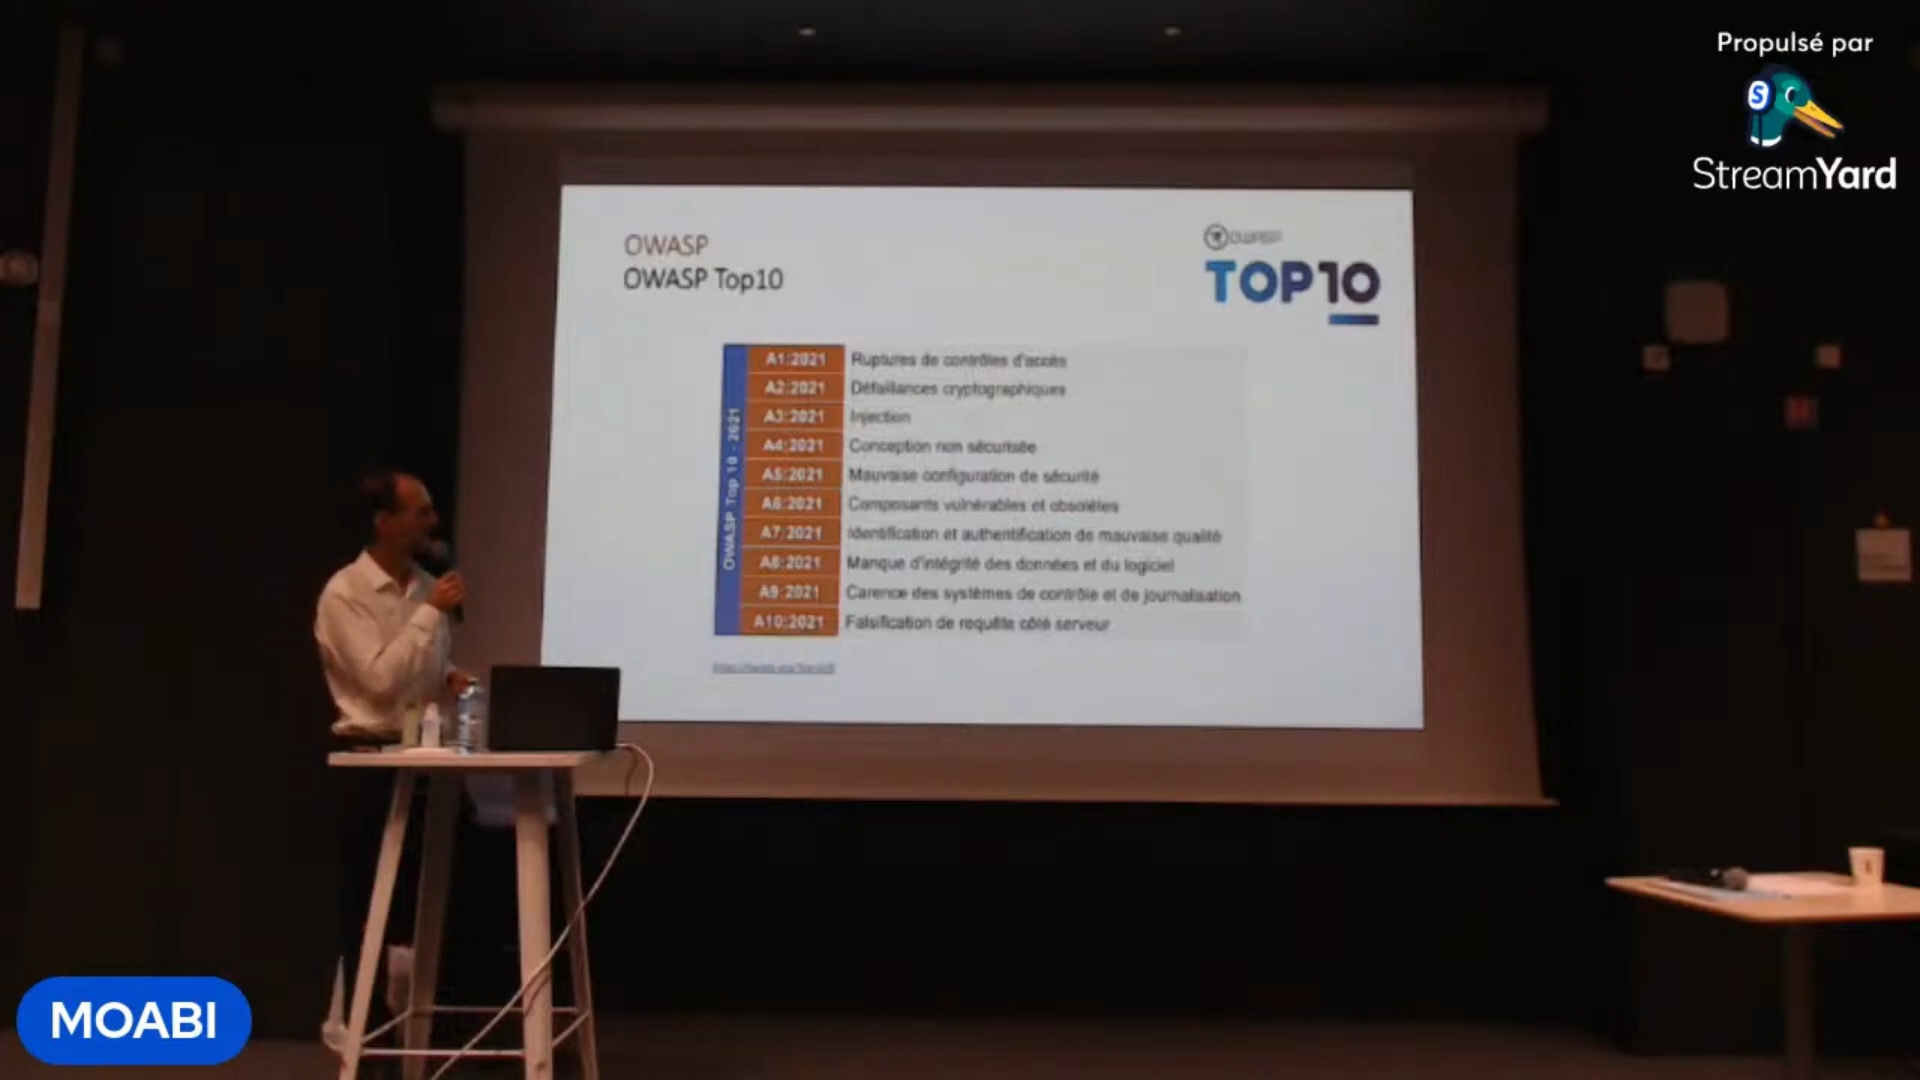 Propulsé par
StreamYard
OWASP
OWASP Top10
OWASP
TOP10
OWASP Top 10 - 2021
A1:2021 Ruptures de contrôles d'accès
A2:2021 Défaillances cryptographiques
A3:2021 Injection
A4:2021 Conception non sécurisée
A5:2021 Mauvaise configuration de sécurité
A6:2021 Composants vulnérables et obsolètes
A7:2021 Identification et authentification de mauvaise qualité
A8:2021 Manque d'intégrité des données et du logiciel
A9:2021 Carence des systèmes de contrôle et de journalisation
A10:2021 Falsification de requête côté serveur
MOABI